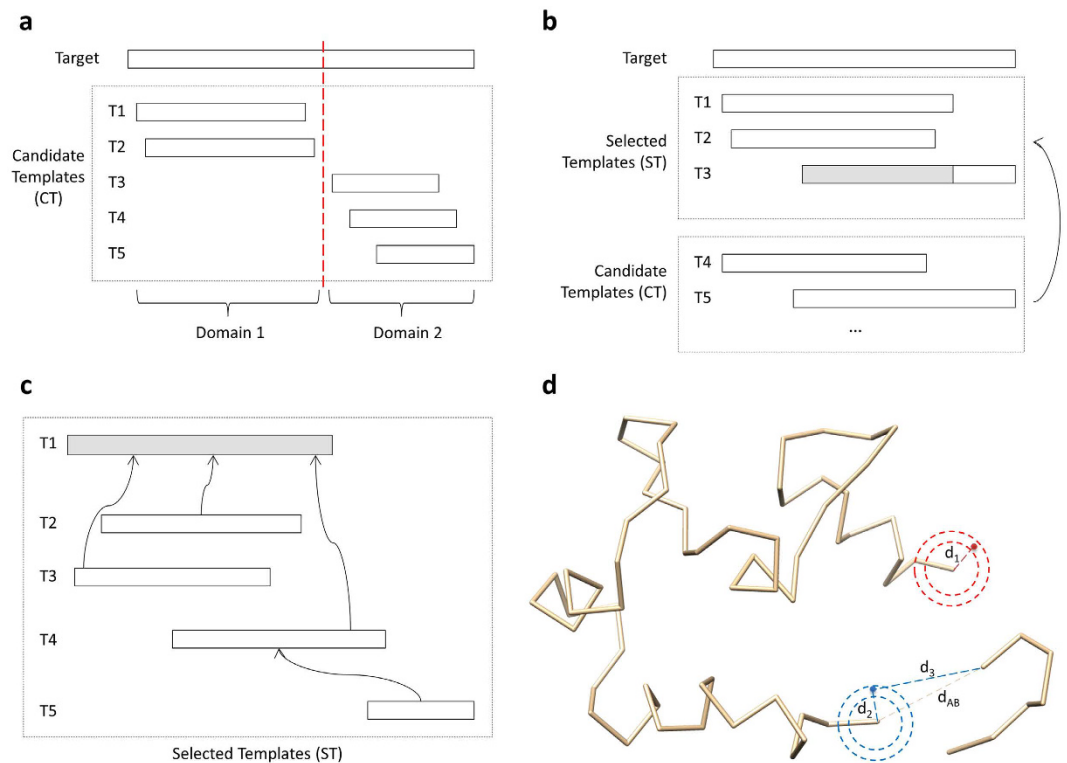 a
Target
T1
T2
Candidate
Templates
(CT)
T3
T4
T5
Domain 1
Domain 2
b
Target
T1
Selected
Templates (ST)
T2
T3
Candidate
Templates (CT)
T4
T5
...
c
T1
T2
T3
T4
T5
Selected Templates (ST)
d
d1
d3
d2
dAB